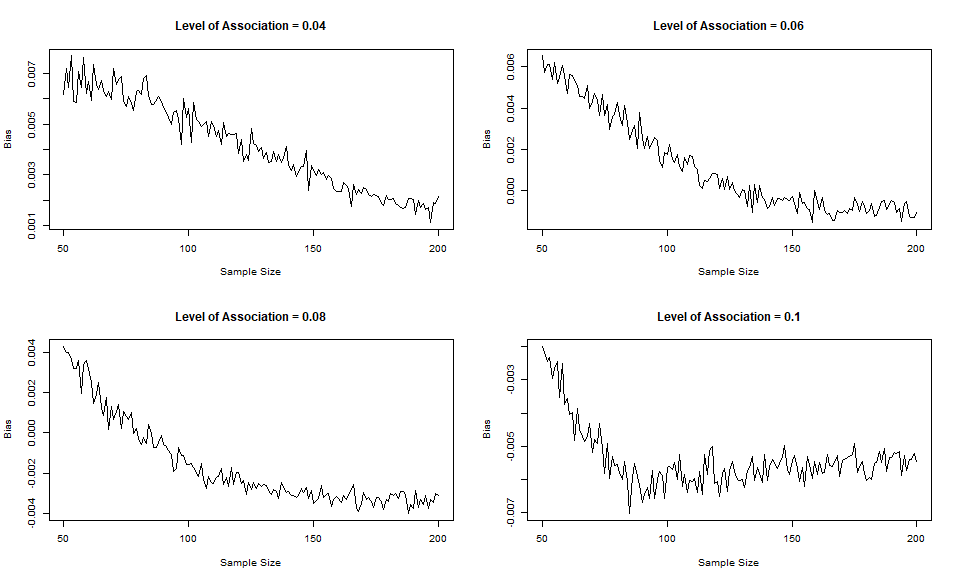 Level of Association = 0.04
Level of Association = 0.06
Bias
0.007
0.005
0.003
0.001
50
100
150
200
Sample Size
Bias
0.006
0.004
0.002
0.000
50
100
150
200
Sample Size
Level of Association = 0.08
Level of Association = 0.1
Bias
0.004
0.002
0.000
-0.002
-0.004
50
100
150
200
Sample Size
Bias
-0.003
-0.005
-0.007
50
100
150
200
Sample Size